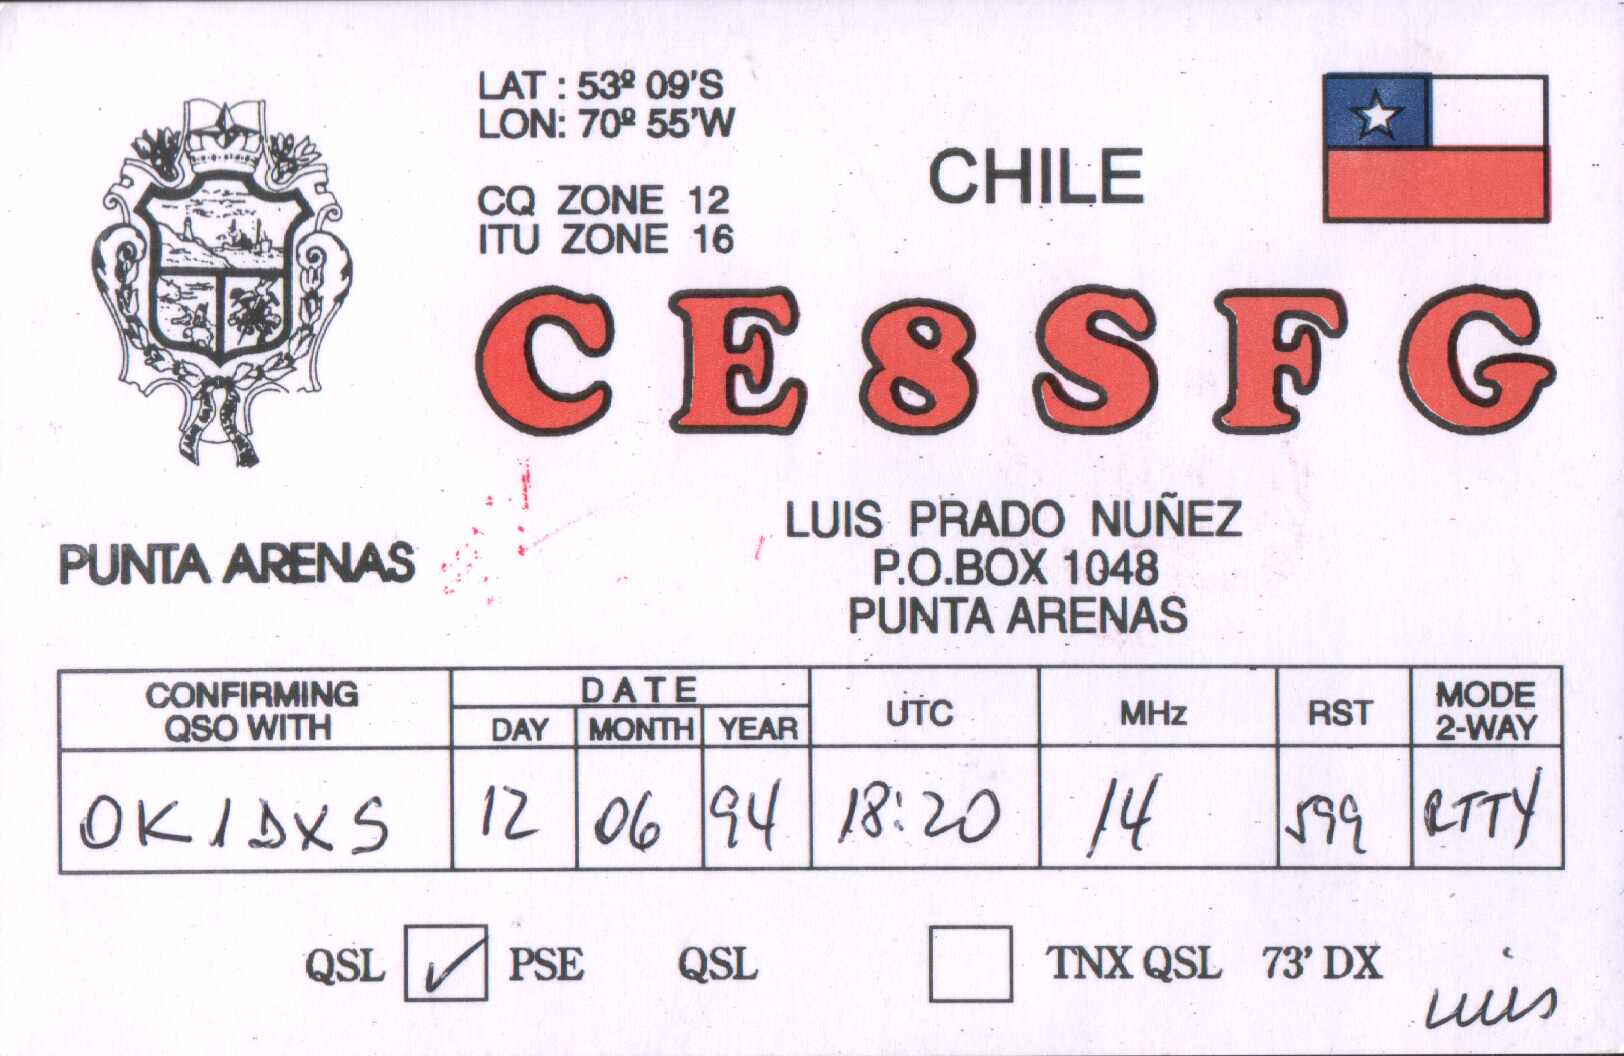 LAT : 53º 09'S
LON: 70º 55'W
CQ ZONE 12
ITU ZONE 16
CHILE
CE8SFG
PUNTA ARENAS
LUIS PRADO NUÑEZ
P.O.BOX 1048
PUNTA ARENAS
CONFIRMING QSO WITH DATE DAY MONTH YEAR UTC MHz RST MODE 2-WAY
OK1DXS 12 06 94 18:20 14 599 RTTY
QSL PSE QSL TNX QSL 73' DX
Luis